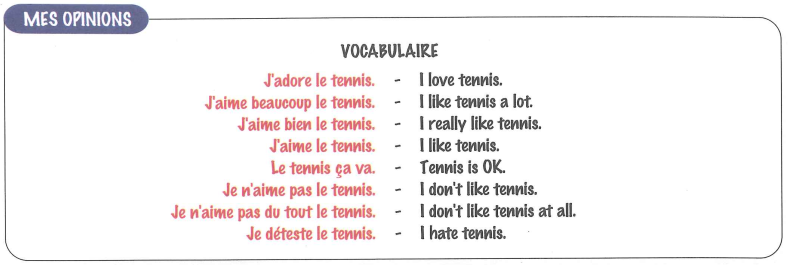 MES OPINIONS
VOCABULAIRE
J'adore le tennis. - I love tennis.
J'aime beaucoup le tennis. - I like tennis a lot.
J'aime bien le tennis. - I really like tennis.
J'aime le tennis. - I like tennis.
Le tennis ça va. - Tennis is OK.
Je n'aime pas le tennis. - I don't like tennis.
Je n'aime pas du tout le tennis. - I don't like tennis at all.
Je déteste le tennis. - I hate tennis.